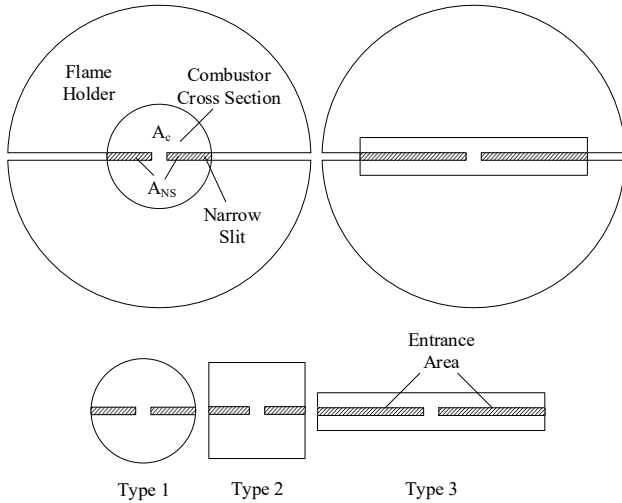 Flame
Holder
Combustor
Cross Section
A_c
A_NS
Narrow
Slit
Entrance
Area
Type 1
Type 2
Type 3